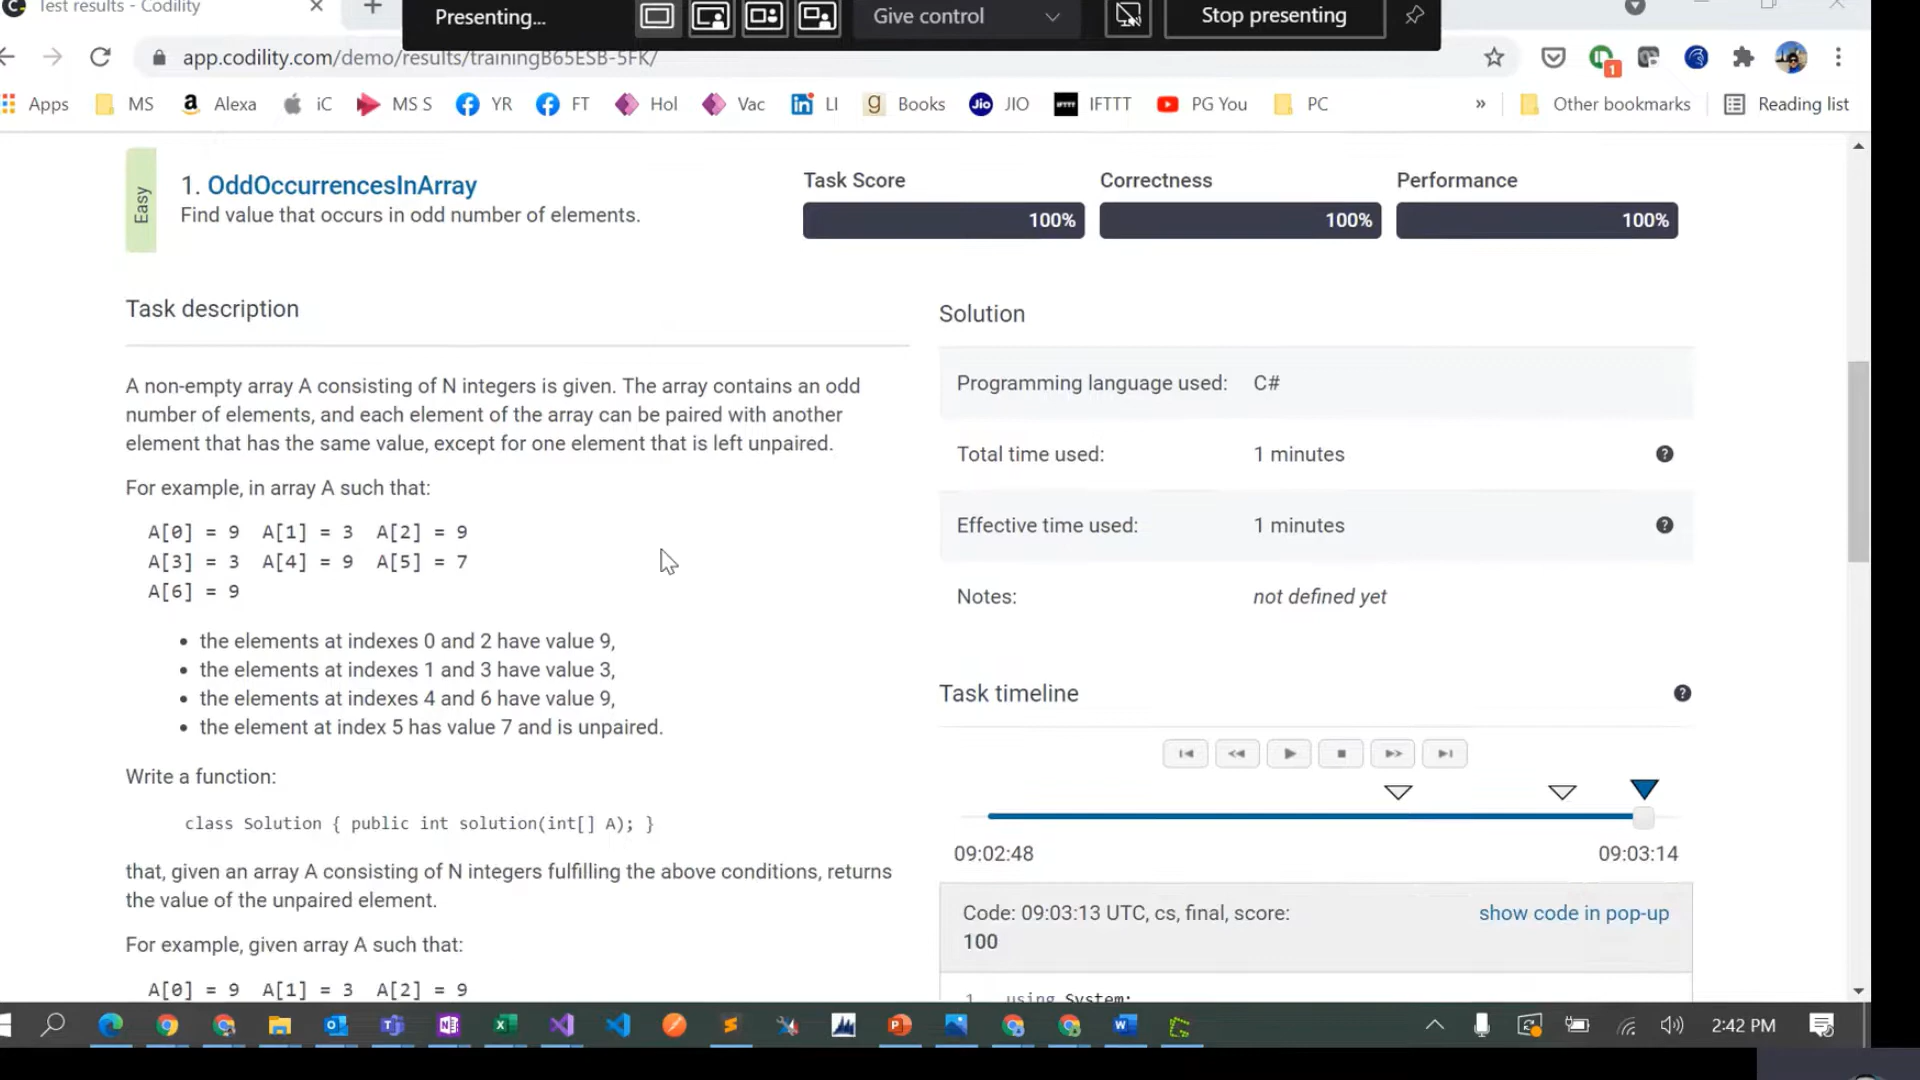 Test results - Codility
Presenting...
Give control
Stop presenting
app.codility.com/demo/results/trainingB65ESB-5FK/
1
Apps
MS
a Alexa
iC
MS S
YR
FT
Hol
Vac
in LI
g Books
Jio JIO
IFTTT IFTTT
PG You
PC
»
Other bookmarks
Reading list
Easy
1. OddOccurrencesInArray
Find value that occurs in odd number of elements.
Task Score
Correctness
Performance
100%
100%
100%
Task description
A non-empty array A consisting of N integers is given. The array contains an odd
number of elements, and each element of the array can be paired with another
element that has the same value, except for one element that is left unpaired.
For example, in array A such that:
A[0] = 9 A[1] = 3 A[2] = 9
A[3] = 3 A[4] = 9 A[5] = 7
A[6] = 9
• the elements at indexes 0 and 2 have value 9,
• the elements at indexes 1 and 3 have value 3,
• the elements at indexes 4 and 6 have value 9,
• the element at index 5 has value 7 and is unpaired.
Write a function:
class Solution { public int solution(int[] A); }
that, given an array A consisting of N integers fulfilling the above conditions, returns
the value of the unpaired element.
For example, given array A such that:
A[0] = 9 A[1] = 3 A[2] = 9
Solution
Programming language used: C#
Total time used: 1 minutes
Effective time used: 1 minutes
Notes: not defined yet
Task timeline
09:02:48
09:03:14
Code: 09:03:13 UTC, cs, final, score:
100
show code in pop-up
1 using System;
2:42 PM